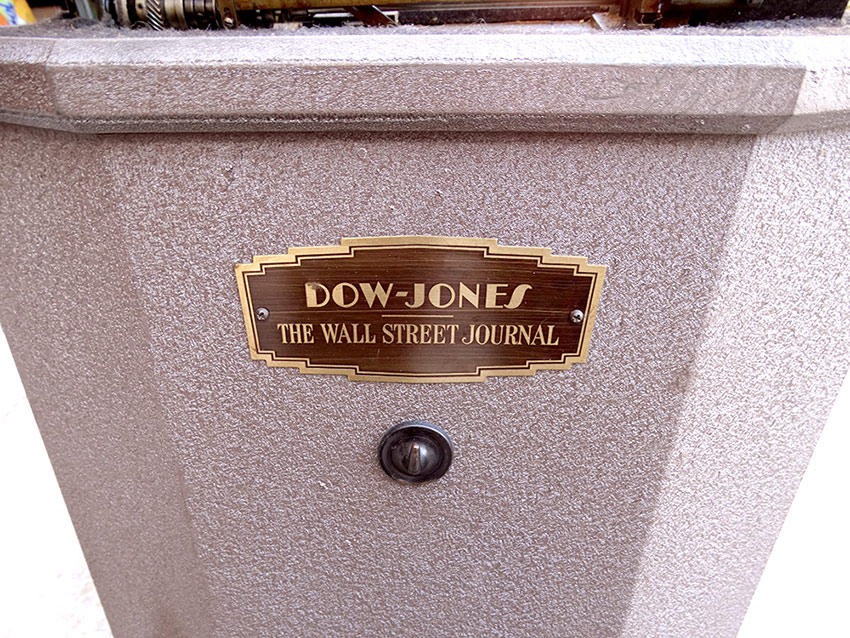 DOW-JONES
THE WALL STREET JOURNAL